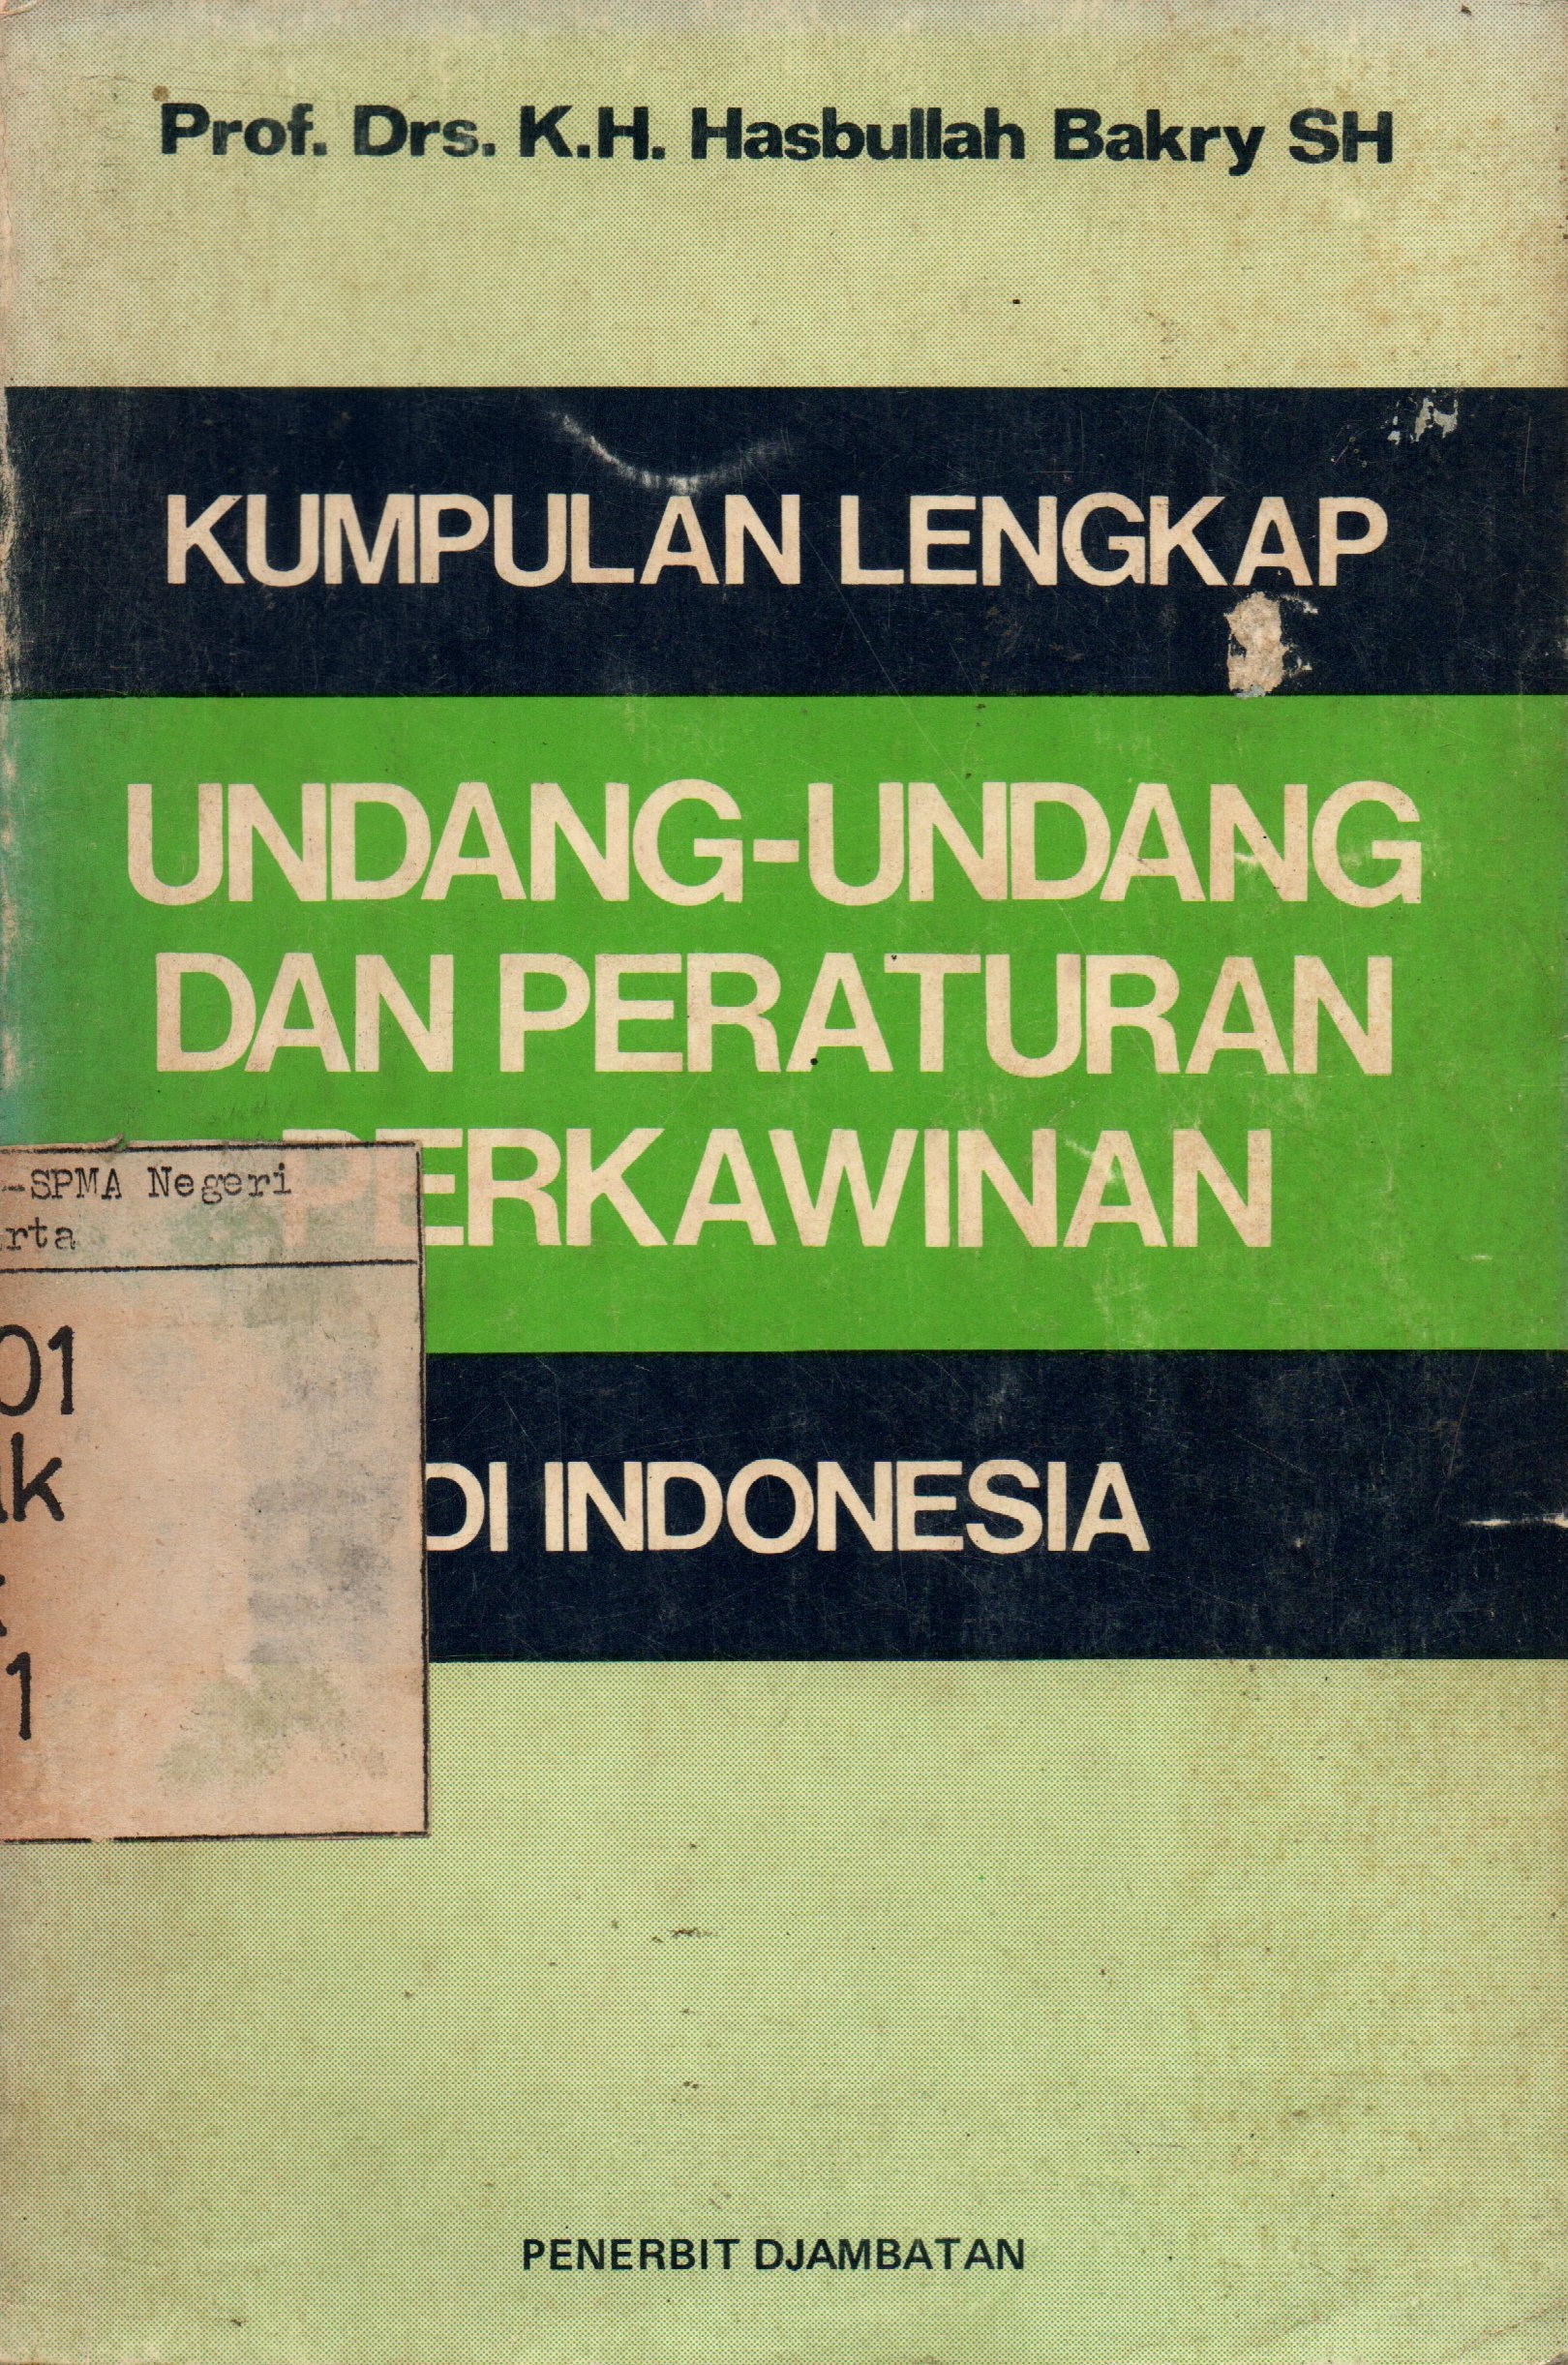 Prof. Drs. K.H. Hasbullah Bakry SH
KUMPULAN LENGKAP
UNDANG-UNDANG
DAN PERATURAN
PERKAWINAN
DI INDONESIA
-SPMA Negeri
rta
01
k
1
PENERBIT DJAMBATAN